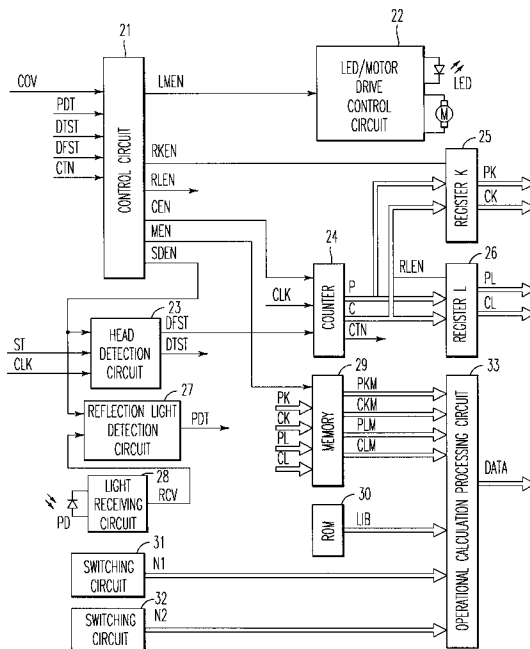 21
COV
PDT
DTST
DFST
CTN
CONTROL CIRCUIT
LMEN
RKEN
RLEN
CEN
MEN
SDEN
22
LED/MOTOR
DRIVE
CONTROL
CIRCUIT
LED
M
25
REGISTER K
PK
CK
24
COUNTER
CLK
P
C
CTN
RLEN
26
REGISTER L
PL
CL
23
ST
CLK
HEAD
DETECTION
CIRCUIT
DFST
DTST
27
REFLECTION LIGHT
DETECTION
CIRCUIT
PDT
28
LIGHT
RECEIVING
CIRCUIT
RCV
PD
29
PK
CK
PL
CL
MEMORY
PKM
CKM
PLM
CLM
33
OPERATIONAL CALCULATION PROCESSING CIRCUIT
DATA
30
ROM
LIB
31
SWITCHING
CIRCUIT
N1
32
SWITCHING
CIRCUIT
N2